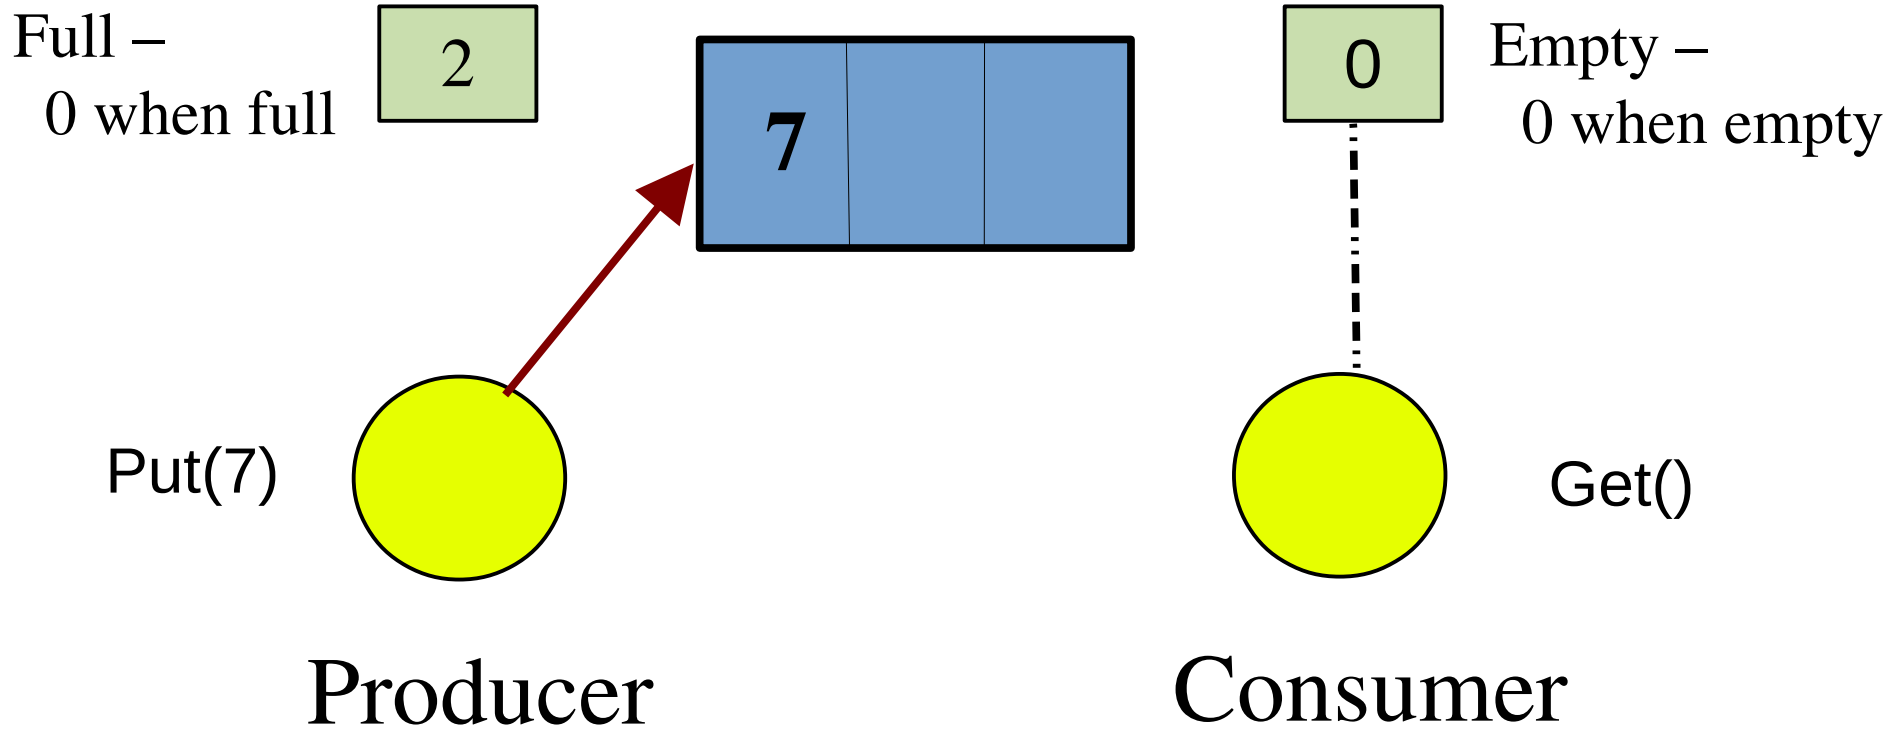 Full –
0 when full
2
7
0
Empty –
0 when empty
Put(7)
Get()
Producer
Consumer